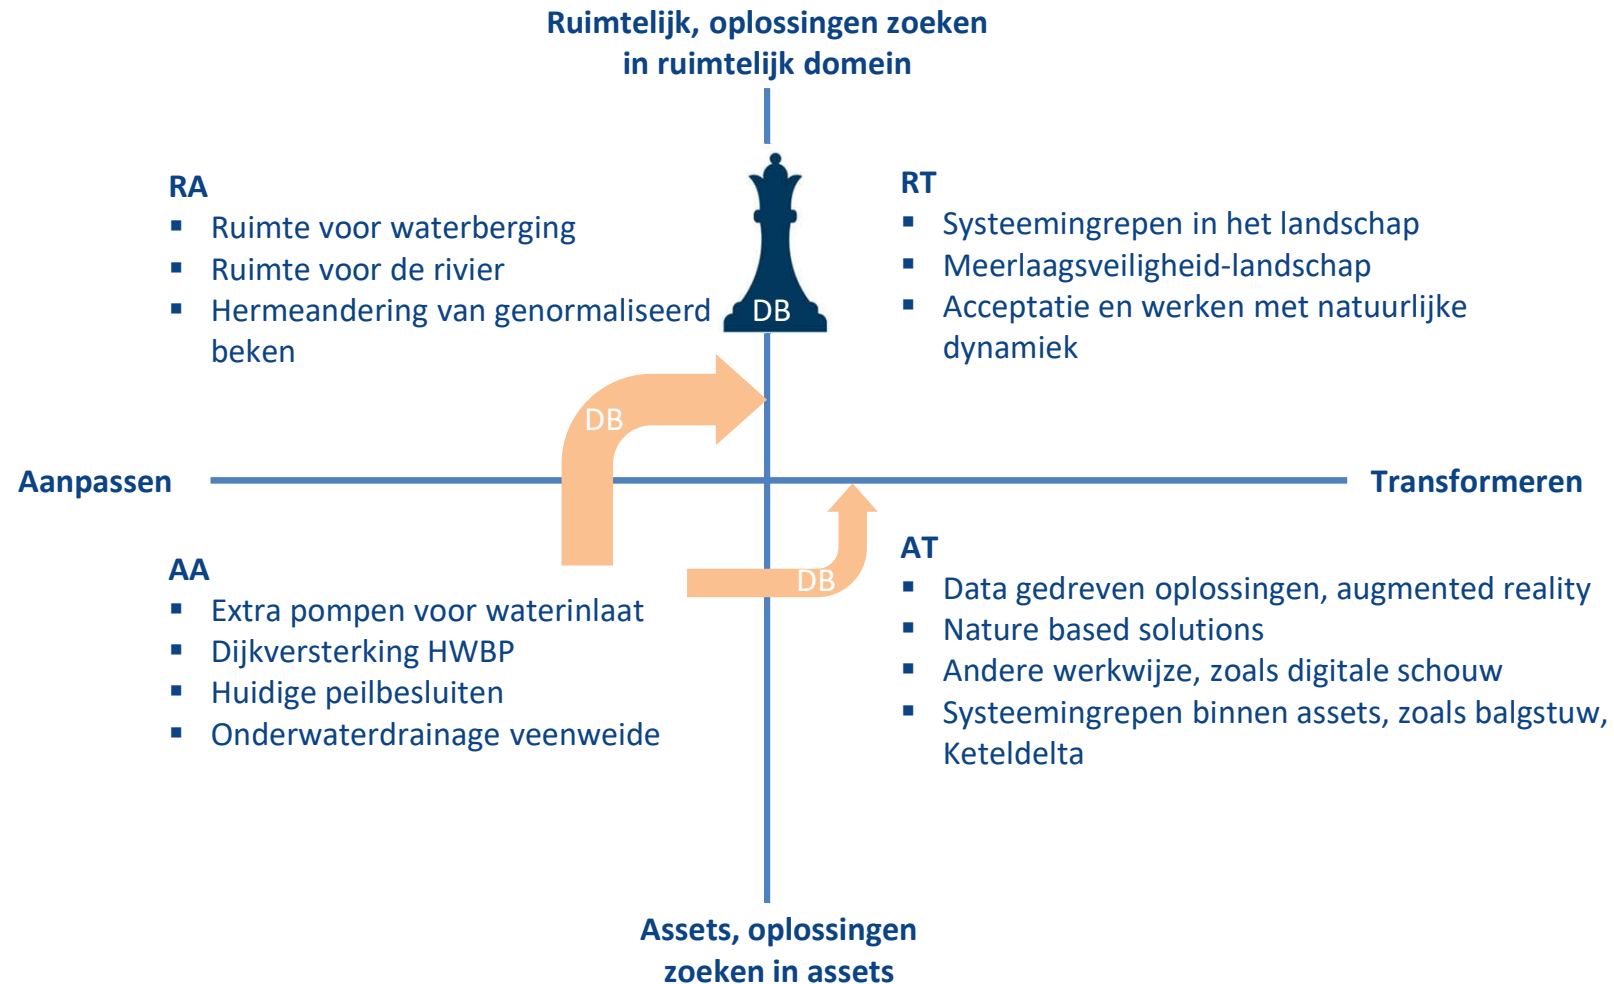 Ruimtelijk, oplossingen zoeken
in ruimtelijk domein
RA
▪ Ruimte voor waterberging
▪ Ruimte voor de rivier
▪ Hermeandering van genormaliseerd
beken
DB
RT
▪ Systeemingrepen in het landschap
▪ Meerlaagsveiligheid-landschap
▪ Acceptatie en werken met natuurlijke
dynamiek
DB
Aanpassen
Transformeren
AA
▪ Extra pompen voor waterinlaat
▪ Dijkversterking HWBP
▪ Huidige peilbesluiten
▪ Onderwaterdrainage veenweide
DB
AT
▪ Data gedreven oplossingen, augmented reality
▪ Nature based solutions
▪ Andere werkwijze, zoals digitale schouw
▪ Systeemingrepen binnen assets, zoals balgstuw,
Keteldelta
Assets, oplossingen
zoeken in assets